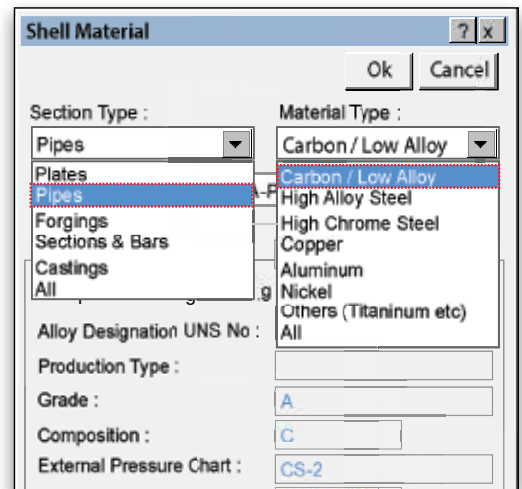 Shell Material ? x
Ok Cancel
Section Type : Material Type :
Pipes Carbon / Low Alloy
Plates
Pipes
Forgings
Sections & Bars
Castings
All
Carbon / Low Alloy
High Alloy Steel
High Chrome Steel
Copper
Aluminum
Nickel
Others (Titaninum etc)
All
Alloy Designation UNS No :
Production Type :
Grade : A
Composition : C
External Pressure Chart : CS-2